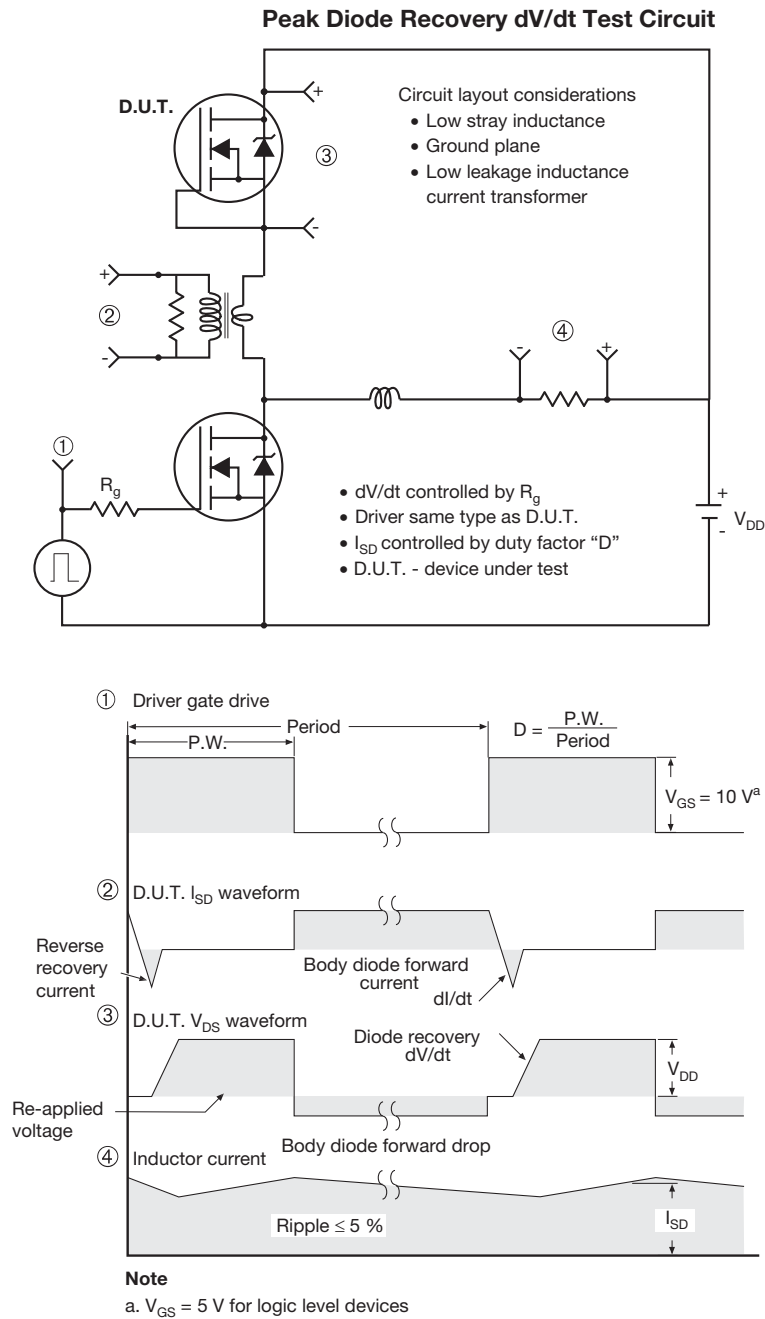 Peak Diode Recovery dV/dt Test Circuit
D.U.T.
+
-
③
Circuit layout considerations
• Low stray inductance
• Ground plane
• Low leakage inductance
current transformer
+
②
-
④
-
+
①
Rg
• dV/dt controlled by Rg
• Driver same type as D.U.T.
• ISD controlled by duty factor “D”
• D.U.T. - device under test
+
-
VDD
① Driver gate drive
Period
P.W.
D = P.W.
Period
VGS = 10 Va
② D.U.T. ISD waveform
Reverse
recovery
current
Body diode forward
current
dI/dt
③ D.U.T. VDS waveform
Diode recovery
dV/dt
VDD
Re-applied
voltage
Body diode forward drop
④ Inductor current
Ripple ≤ 5 %
ISD
Note
a. VGS = 5 V for logic level devices